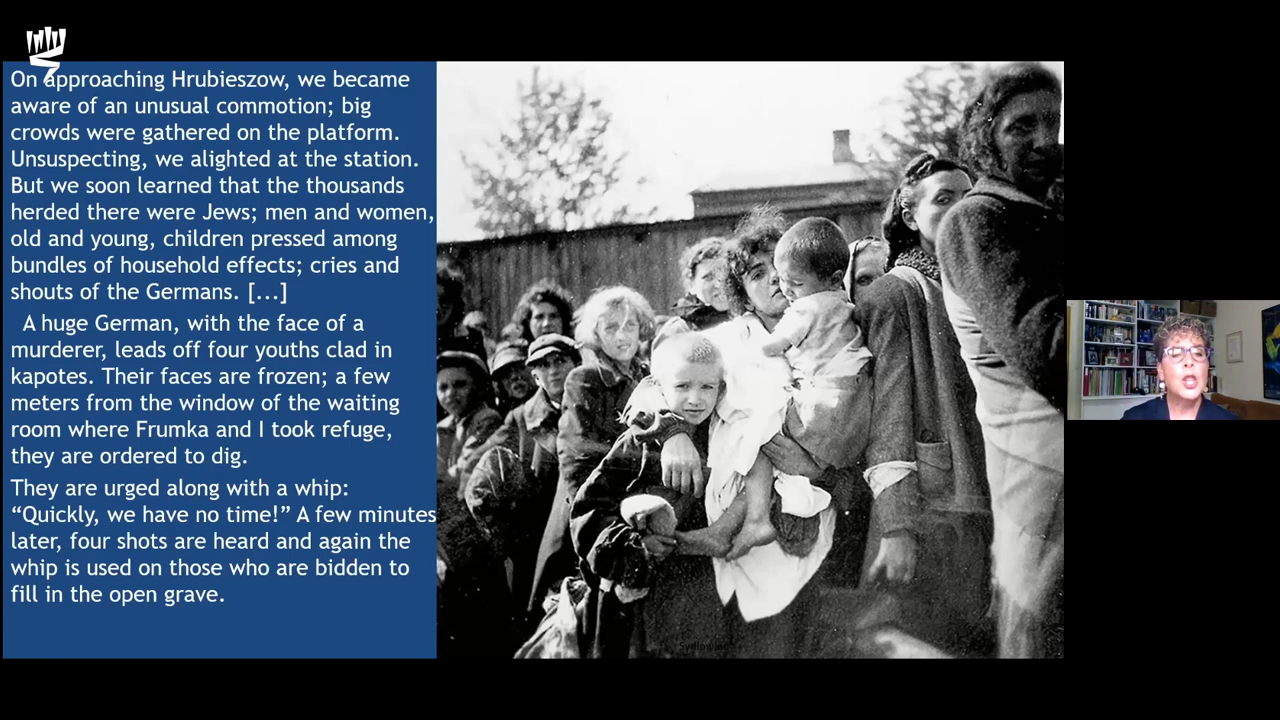 On approaching Hrubieszow, we became
aware of an unusual commotion; big
crowds were gathered on the platform.
Unsuspecting, we alighted at the station.
But we soon learned that the thousands
herded there were Jews; men and women,
old and young, children pressed among
bundles of household effects; cries and
shouts of the Germans. [...]
A huge German, with the face of a
murderer, leads off four youths clad in
kapotes. Their faces are frozen; a few
meters from the window of the waiting
room where Frumka and I took refuge,
they are ordered to dig.
They are urged along with a whip:
“Quickly, we have no time!” A few minutes
later, four shots are heard and again the
whip is used on those who are bidden to
fill in the open grave.